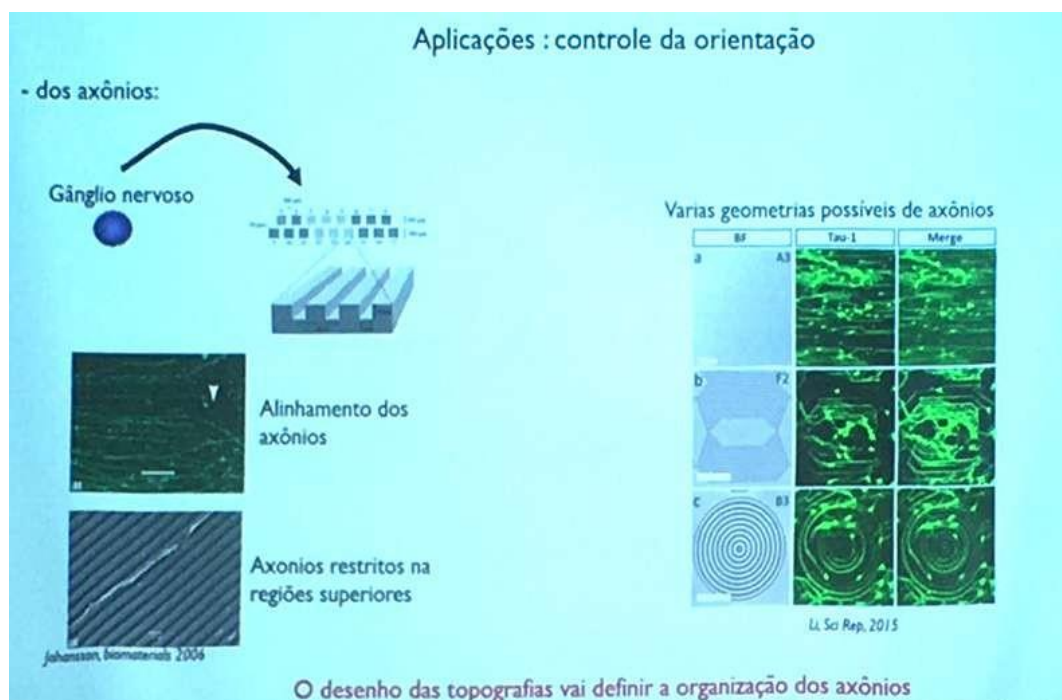 Aplicações : controle da orientação
- dos axônios:
Gânglio nervoso
Varias geometrias possíveis de axônios
BF
Tau-1
Merge
a
A3
b
F2
c
B3
Alinhamento dos
axônios
Axonios restritos na
regiões superiores
Johansson, biomaterials 2006
Li, Sci Rep, 2015
O desenho das topografias vai definir a organização dos axônios